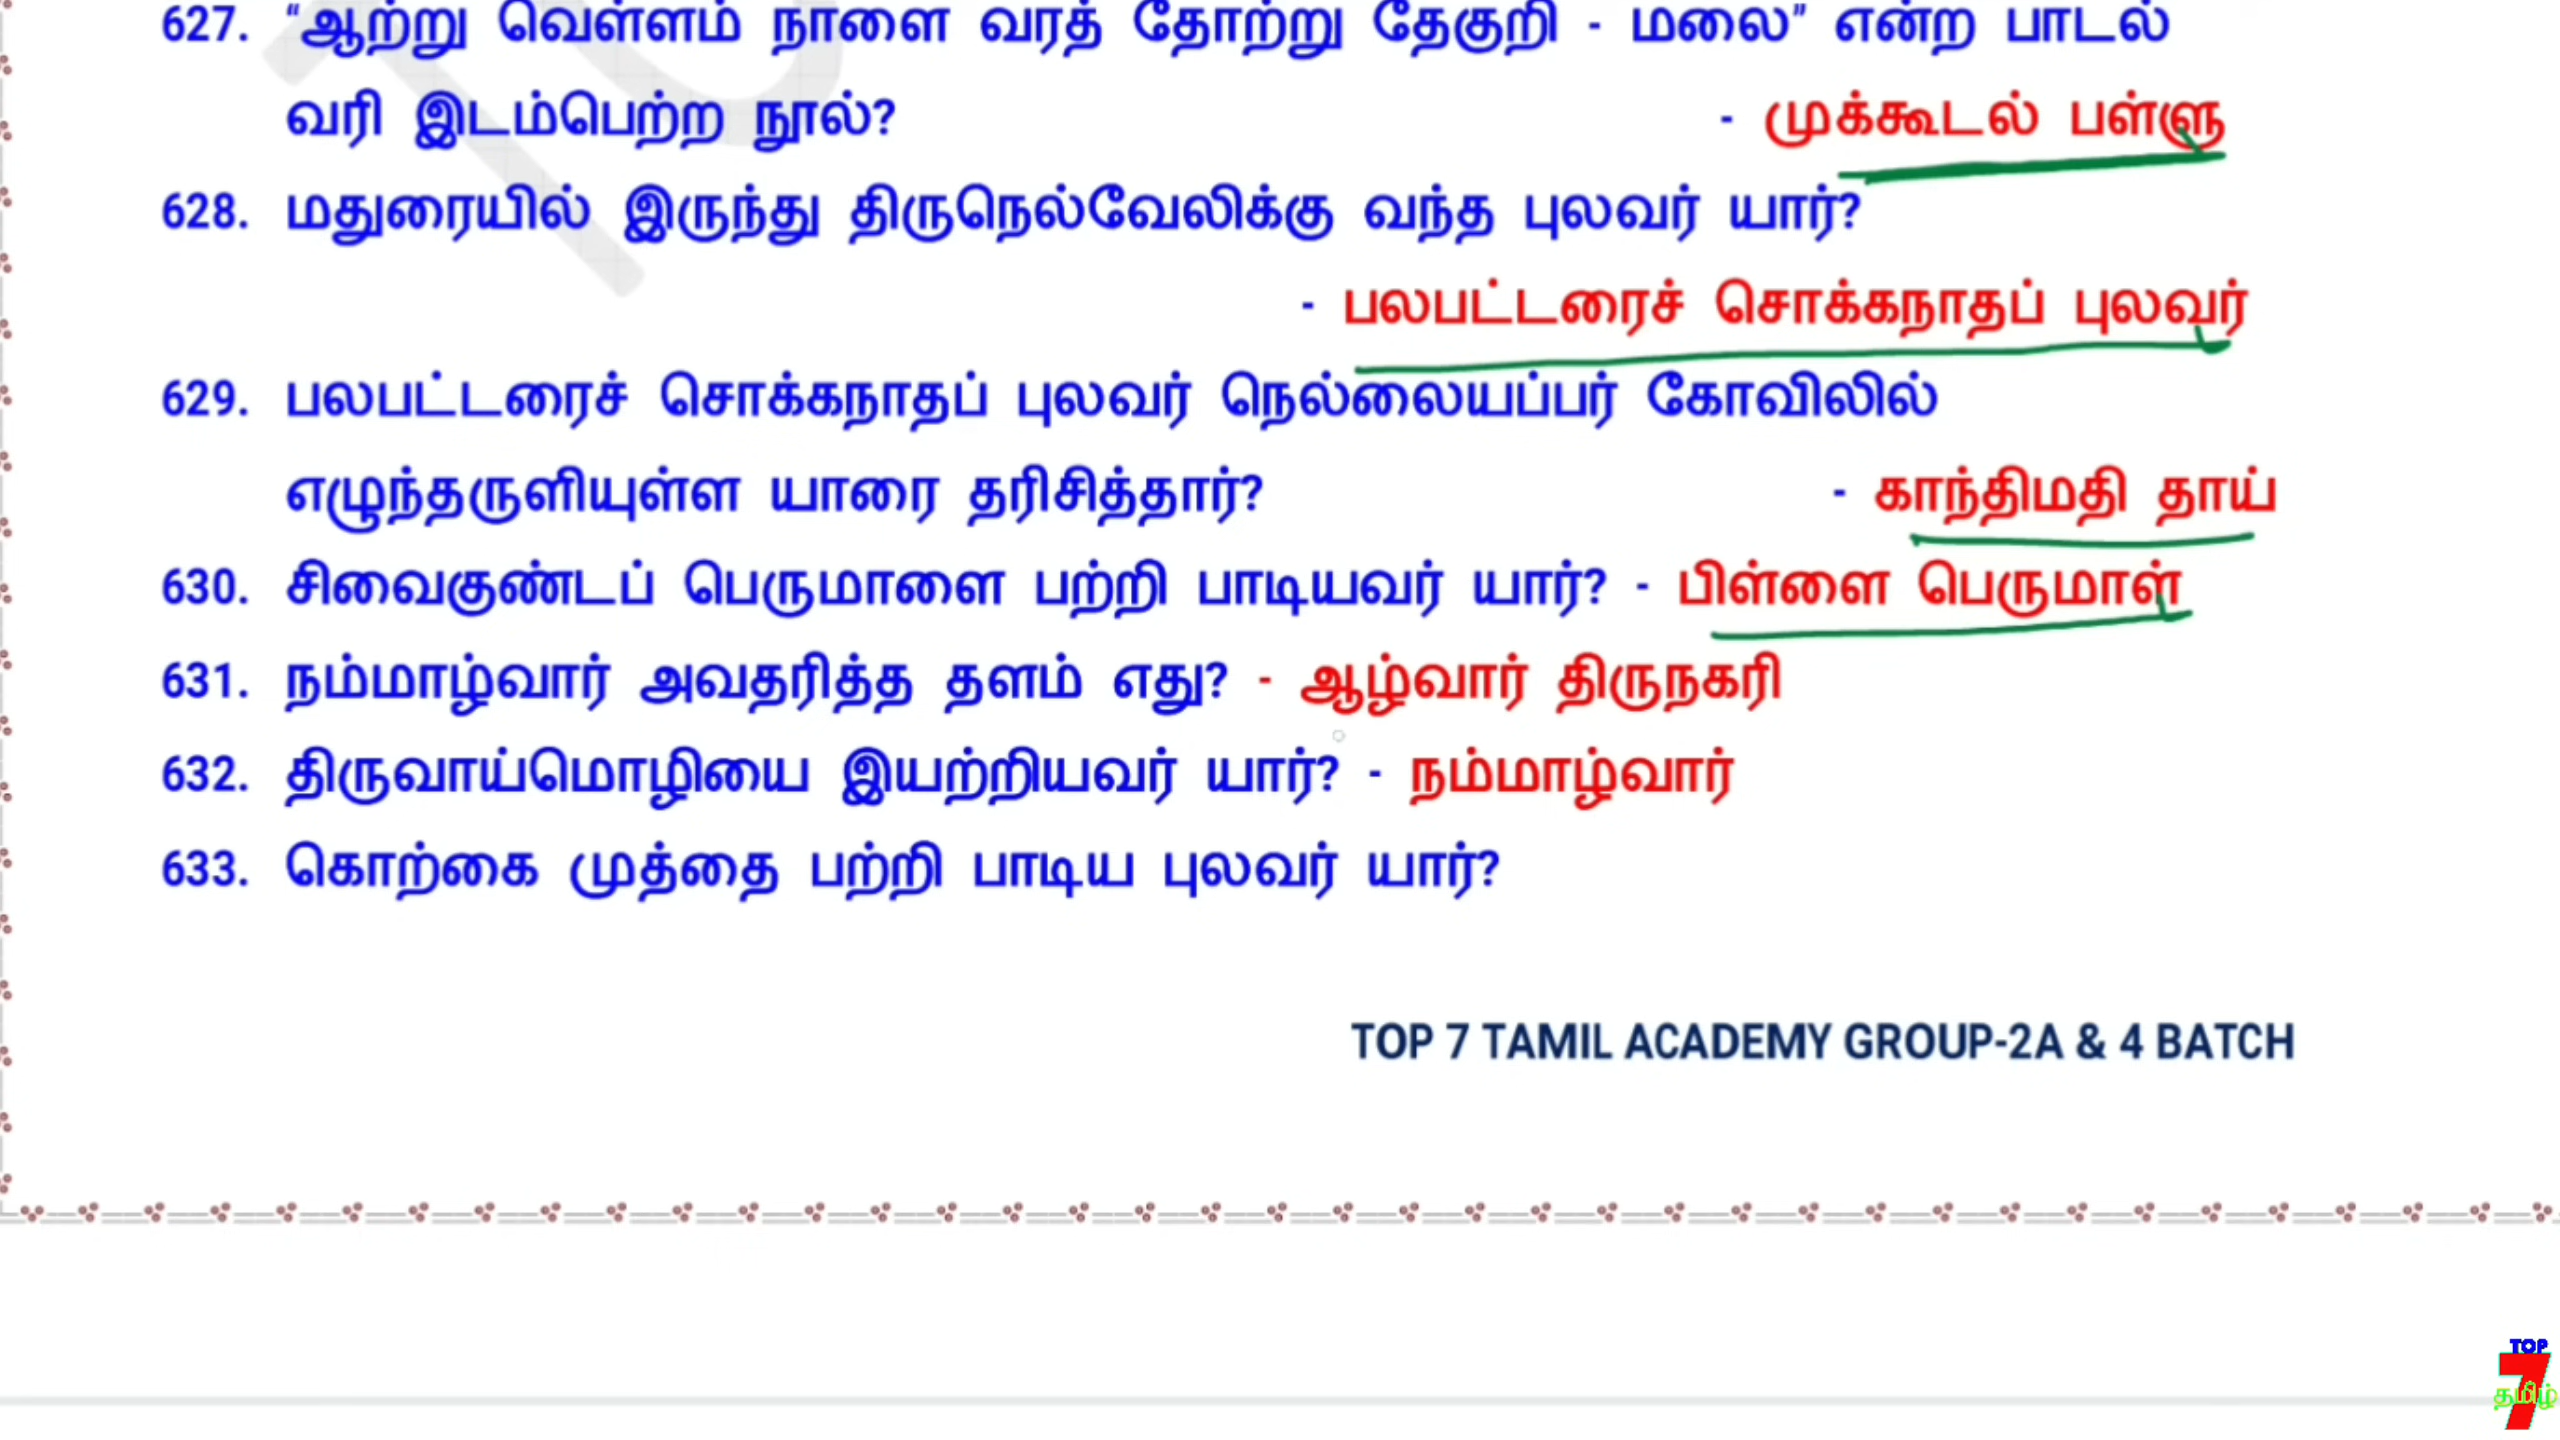 627. “ஆற்று வெள்ளம் நாளை வரத் தோற்று தேகுறி - மலை” என்ற பாடல்
வரி இடம்பெற்ற நூல்? - முக்கூடல் பள்ளு
628. மதுரையில் இருந்து திருநெல்வேலிக்கு வந்த புலவர் யார்?
- பலபட்டரைச் சொக்கநாதப் புலவர்
629. பலபட்டரைச் சொக்கநாதப் புலவர் நெல்லையப்பர் கோவிலில்
எழுந்தருளியுள்ள யாரை தரிசித்தார்? - காந்திமதி தாய்
630. சிவைகுண்டப் பெருமாளை பற்றி பாடியவர் யார்? - பிள்ளை பெருமாள்
631. நம்மாழ்வார் அவதரித்த தளம் எது? - ஆழ்வார் திருநகரி
632. திருவாய்மொழியை இயற்றியவர் யார்? - நம்மாழ்வார்
633. கொற்கை முத்தை பற்றி பாடிய புலவர் யார்?
TOP 7 TAMIL ACADEMY GROUP-2A & 4 BATCH
TOP
7
தமிழ்